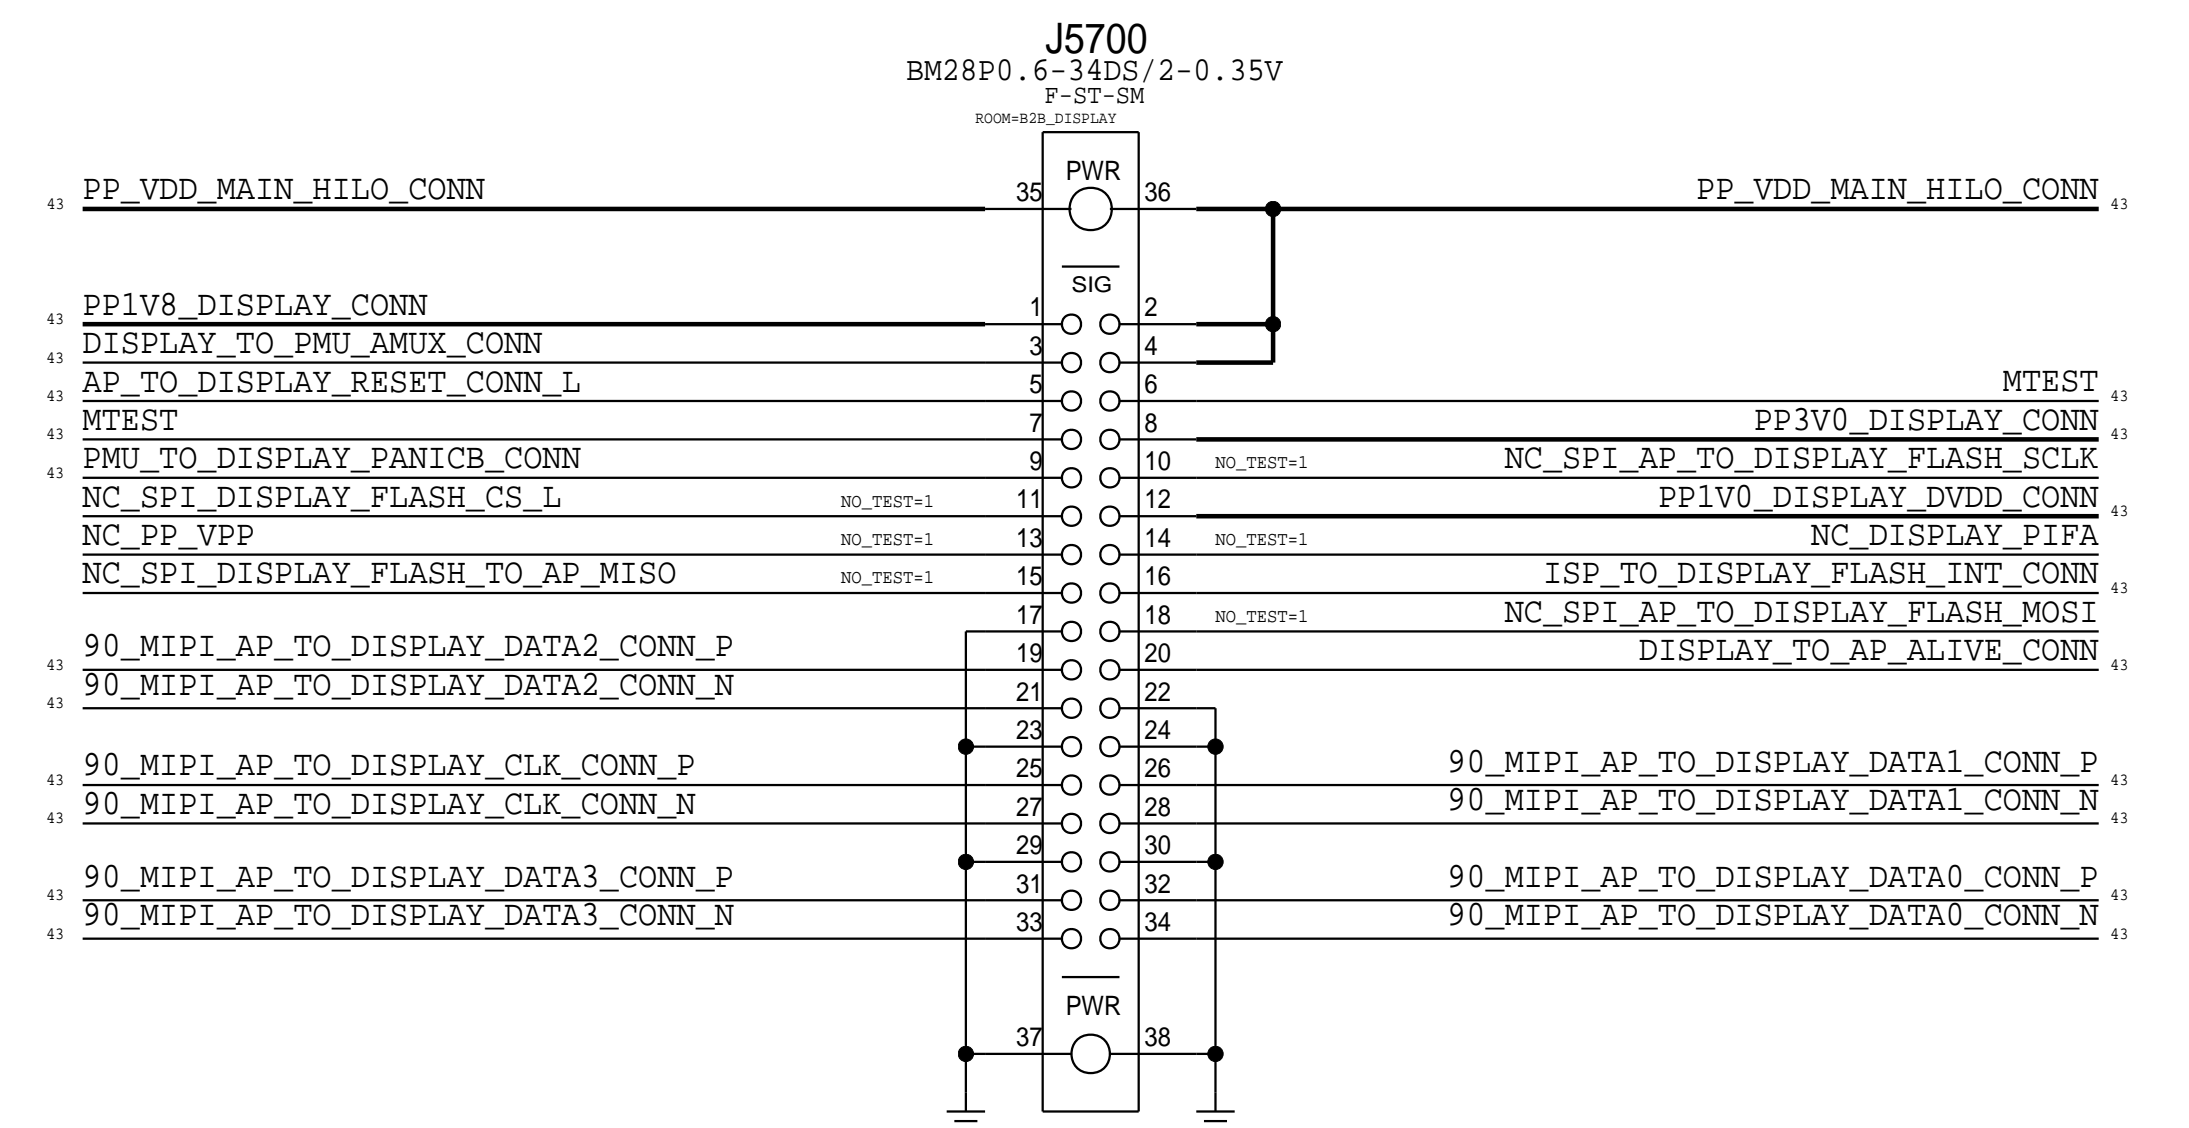 J5700
BM28P0.6-34DS/2-0.35V
F-ST-SM
ROOM=B2B_DISPLAY
PWR
43 PP_VDD_MAIN_HILO_CONN 35 36 PP_VDD_MAIN_HILO_CONN 43
SIG
43 PP1V8_DISPLAY_CONN 1 2
43 DISPLAY_TO_PMU_AMUX_CONN 3 4
43 AP_TO_DISPLAY_RESET_CONN_L 5 6 MTEST 43
43 MTEST 7 8 PP3V0_DISPLAY_CONN 43
43 PMU_TO_DISPLAY_PANICB_CONN 9 10 NO_TEST=1 NC_SPI_AP_TO_DISPLAY_FLASH_SCLK
NC_SPI_DISPLAY_FLASH_CS_L NO_TEST=1 11 12 PP1V0_DISPLAY_DVDD_CONN 43
NC_PP_VPP NO_TEST=1 13 14 NO_TEST=1 NC_DISPLAY_PIFA
NC_SPI_DISPLAY_FLASH_TO_AP_MISO NO_TEST=1 15 16 ISP_TO_DISPLAY_FLASH_INT_CONN 43
17 18 NO_TEST=1 NC_SPI_AP_TO_DISPLAY_FLASH_MOSI
43 90_MIPI_AP_TO_DISPLAY_DATA2_CONN_P 19 20 DISPLAY_TO_AP_ALIVE_CONN 43
43 90_MIPI_AP_TO_DISPLAY_DATA2_CONN_N 21 22
23 24
43 90_MIPI_AP_TO_DISPLAY_CLK_CONN_P 25 26 90_MIPI_AP_TO_DISPLAY_DATA1_CONN_P 43
43 90_MIPI_AP_TO_DISPLAY_CLK_CONN_N 27 28 90_MIPI_AP_TO_DISPLAY_DATA1_CONN_N 43
29 30
43 90_MIPI_AP_TO_DISPLAY_DATA3_CONN_P 31 32 90_MIPI_AP_TO_DISPLAY_DATA0_CONN_P 43
43 90_MIPI_AP_TO_DISPLAY_DATA3_CONN_N 33 34 90_MIPI_AP_TO_DISPLAY_DATA0_CONN_N 43
PWR
37 38